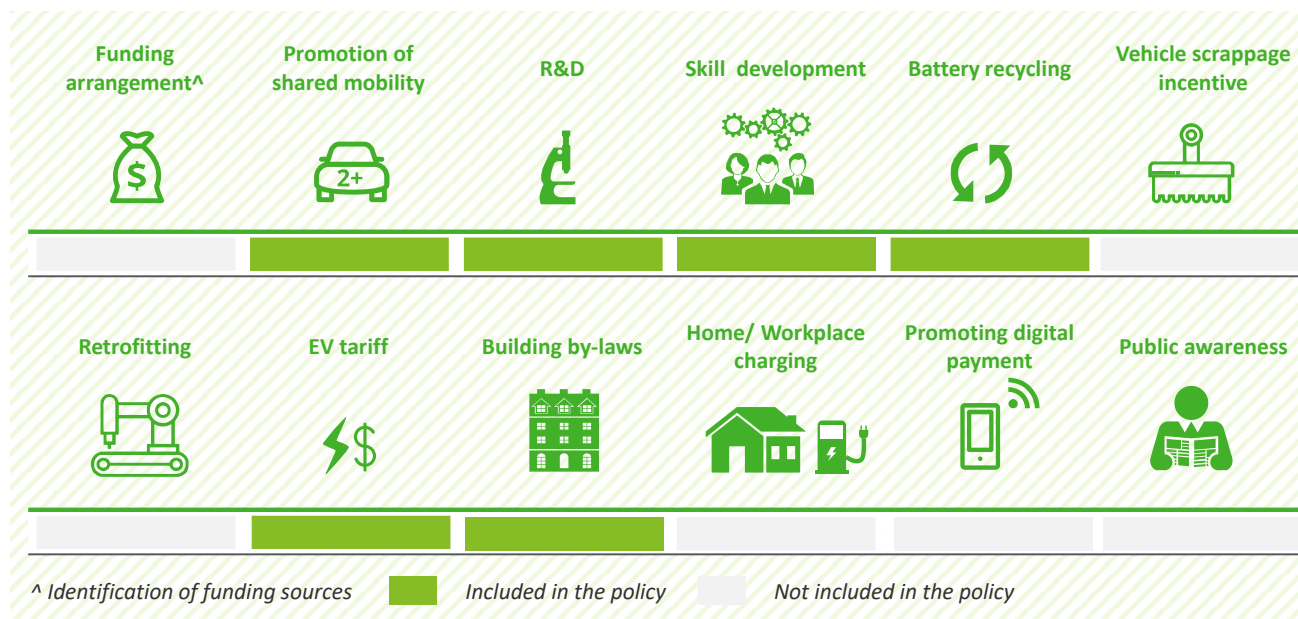 Funding
arrangement^
Promotion of
shared mobility
R&D
Skill development
Battery recycling
Vehicle scrappage
incentive
$
2+
Retrofitting
EV tariff
Building by-laws
Home/ Workplace
charging
Promoting digital
payment
Public awareness
$
^ Identification of funding sources
Included in the policy
Not included in the policy